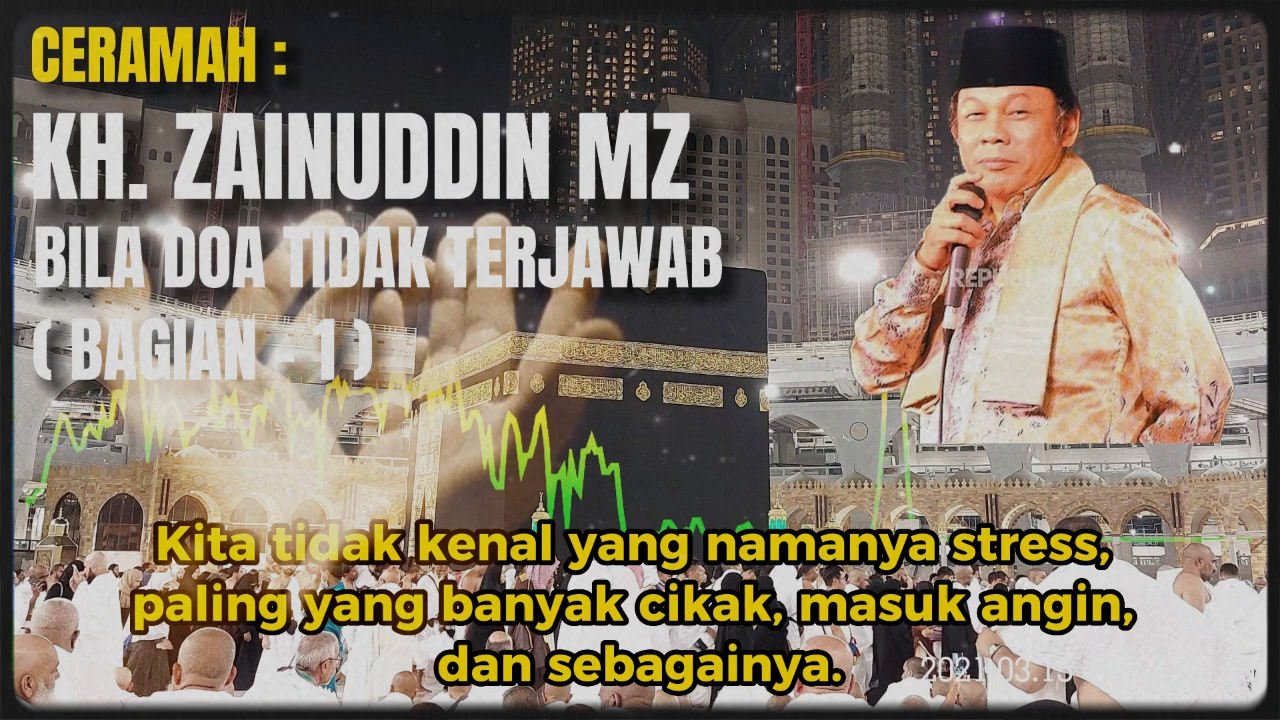 CERAMAH :
KH. ZAINUDDIN MZ
BILA DOA TIDAK TERJAWAB
( BAGIAN - 1 )
Kita tidak kenal yang namanya stress,
paling yang banyak cikak, masuk angin,
dan sebagainya.